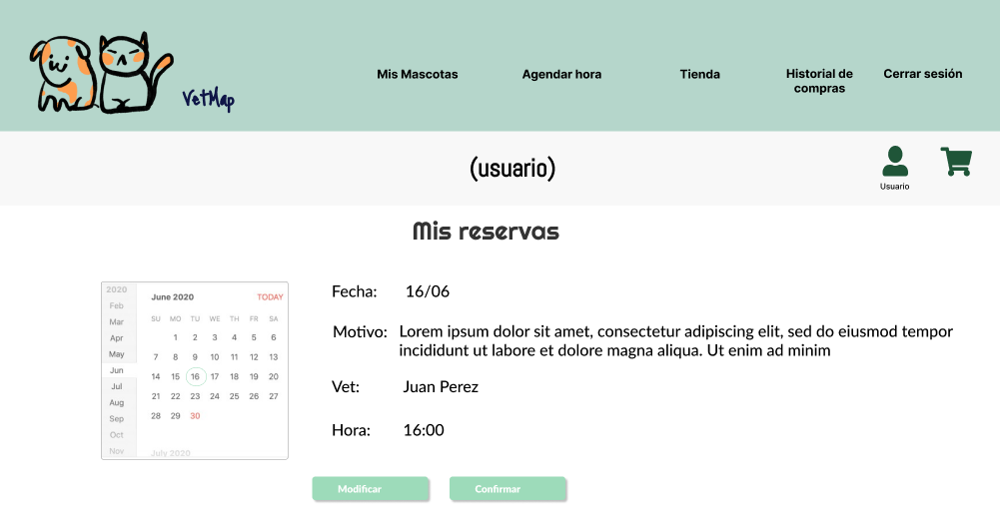 VetMap
Mis Mascotas
Agendar hora
Tienda
Historial de
compras
Cerrar sesión
(usuario)
Usuario
Mis reservas
2020
Feb
Mar
Apr
May
Jun
Jul
Aug
Sep
Oct
Nov
June 2020 TODAY
SU MO TU WE TH FR SA
1 2 3 4 5 6
7 8 9 10 11 12 13
14 15 16 17 18 19 20
21 22 23 24 25 26 27
28 29 30
July 2020
Fecha: 16/06
Motivo: Lorem ipsum dolor sit amet, consectetur adipiscing elit, sed do eiusmod tempor
incididunt ut labore et dolore magna aliqua. Ut enim ad minim
Vet: Juan Perez
Hora: 16:00
Modificar
Confirmar